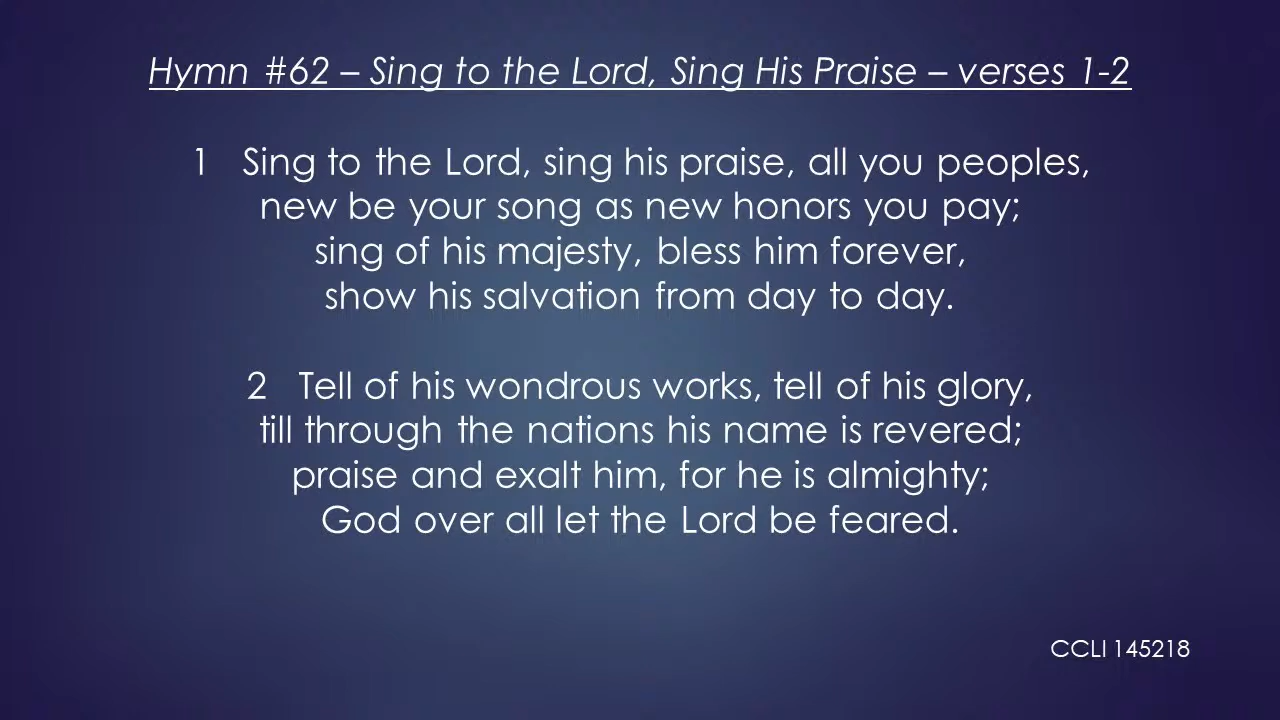 Hymn #62 – Sing to the Lord, Sing His Praise – verses 1-2
1 Sing to the Lord, sing his praise, all you peoples,
new be your song as new honors you pay;
sing of his majesty, bless him forever,
show his salvation from day to day.
2 Tell of his wondrous works, tell of his glory,
till through the nations his name is revered;
praise and exalt him, for he is almighty;
God over all let the Lord be feared.
CCLI 145218